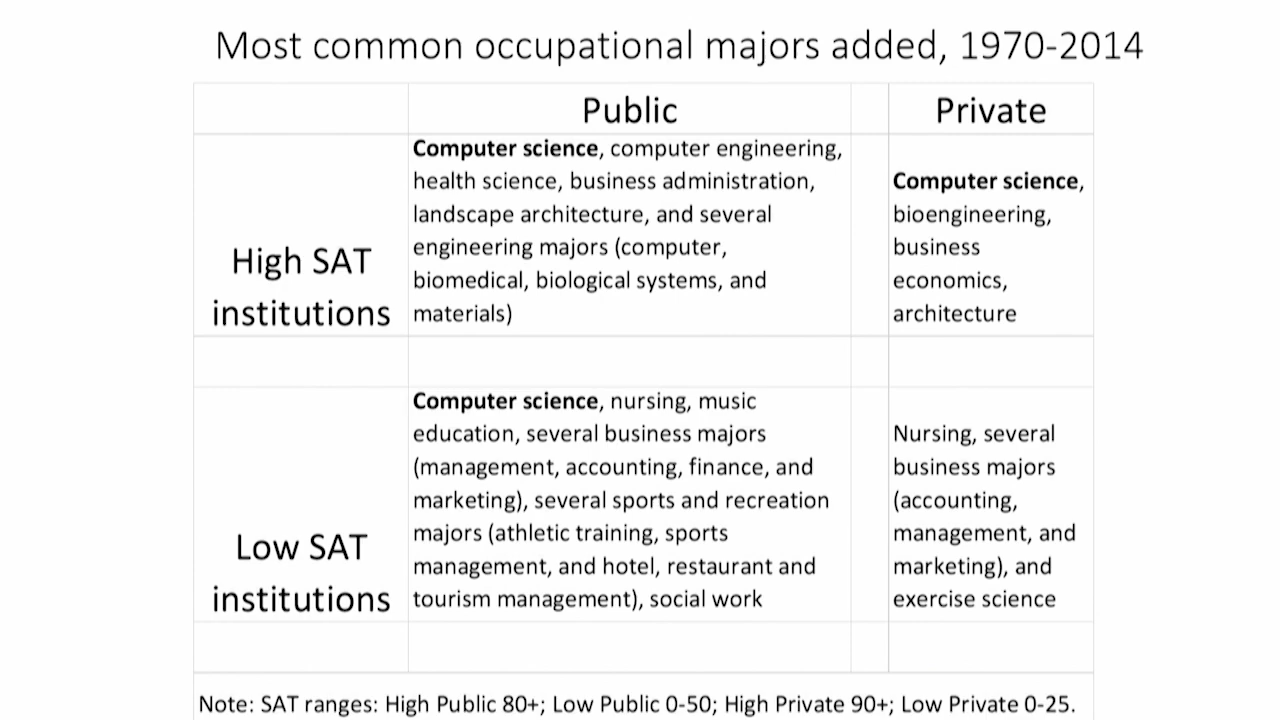 Most common occupational majors added, 1970-2014
Public
Private
High SAT
institutions
Computer science, computer engineering,
health science, business administration,
landscape architecture, and several
engineering majors (computer,
biomedical, biological systems, and
materials)
Computer science,
bioengineering,
business
economics,
architecture
Low SAT
institutions
Computer science, nursing, music
education, several business majors
(management, accounting, finance, and
marketing), several sports and recreation
majors (athletic training, sports
management, and hotel, restaurant and
tourism management), social work
Nursing, several
business majors
(accounting,
management, and
marketing), and
exercise science
Note: SAT ranges: High Public 80+; Low Public 0-50; High Private 90+; Low Private 0-25.